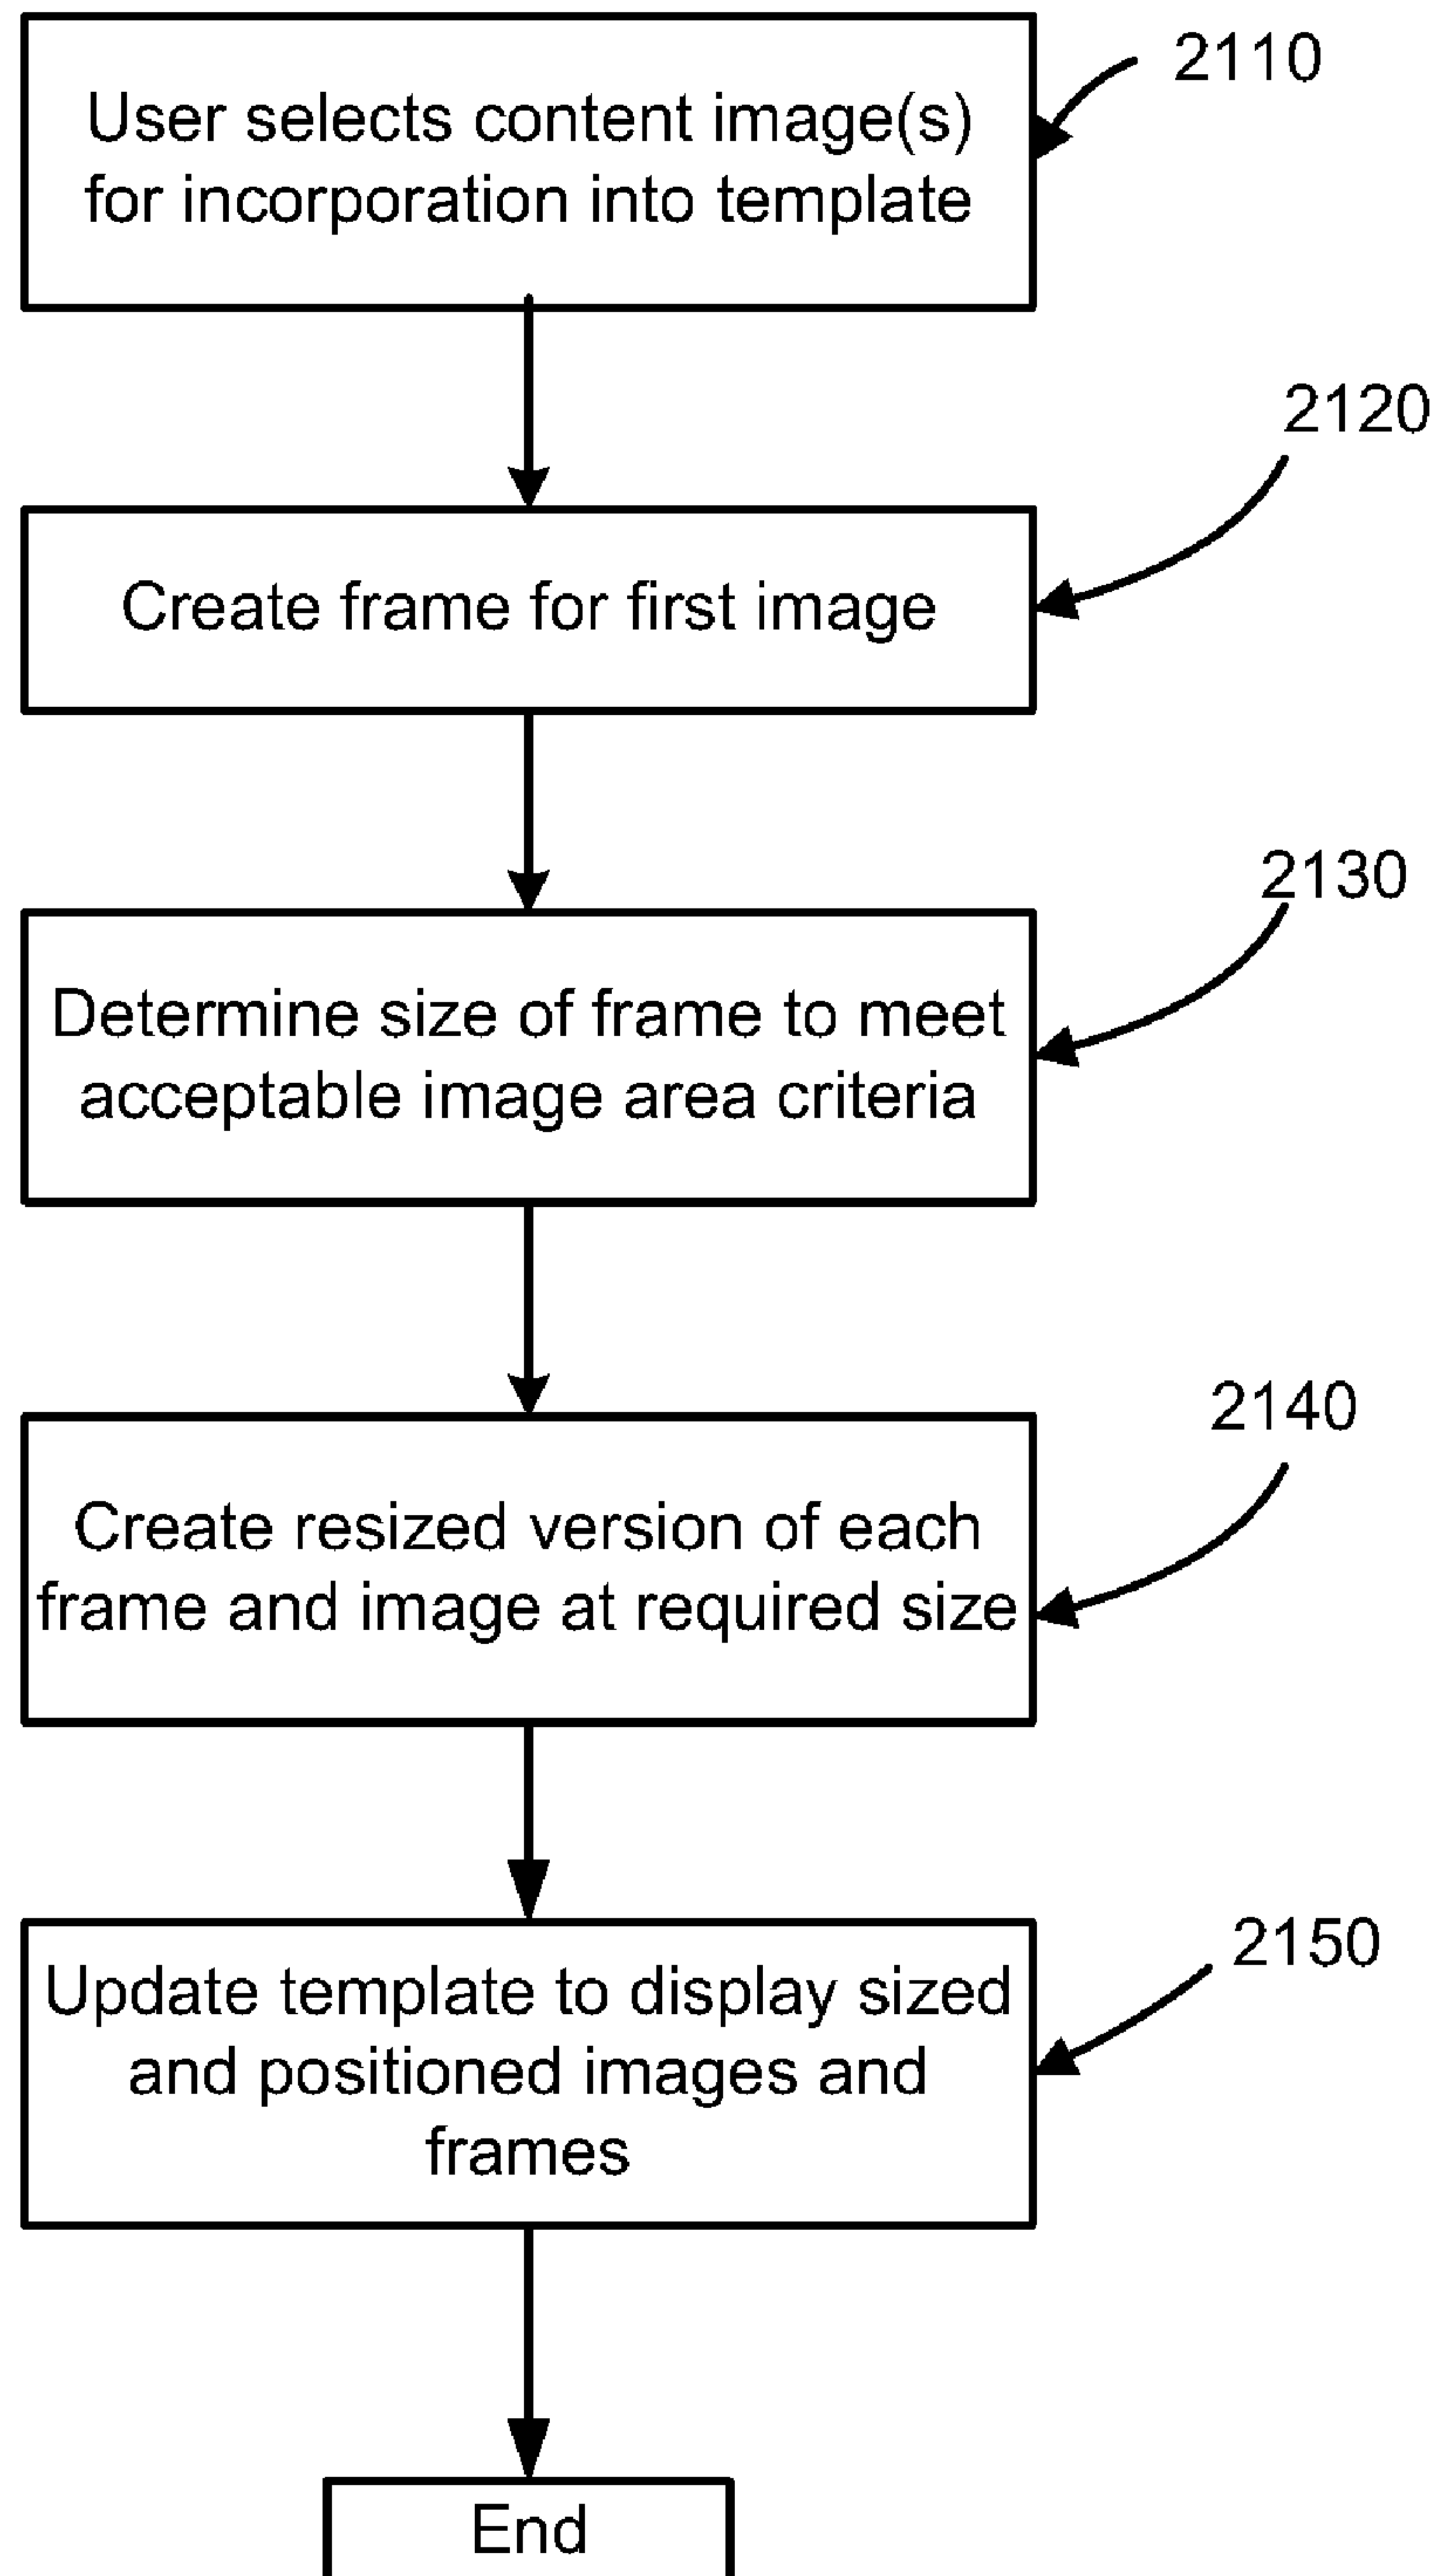 User selects content image(s)
for incorporation into template
2110
Create frame for first image
2120
Determine size of frame to meet
acceptable image area criteria
2130
Create resized version of each
frame and image at required size
2140
Update template to display sized
and positioned images and
frames
2150
End